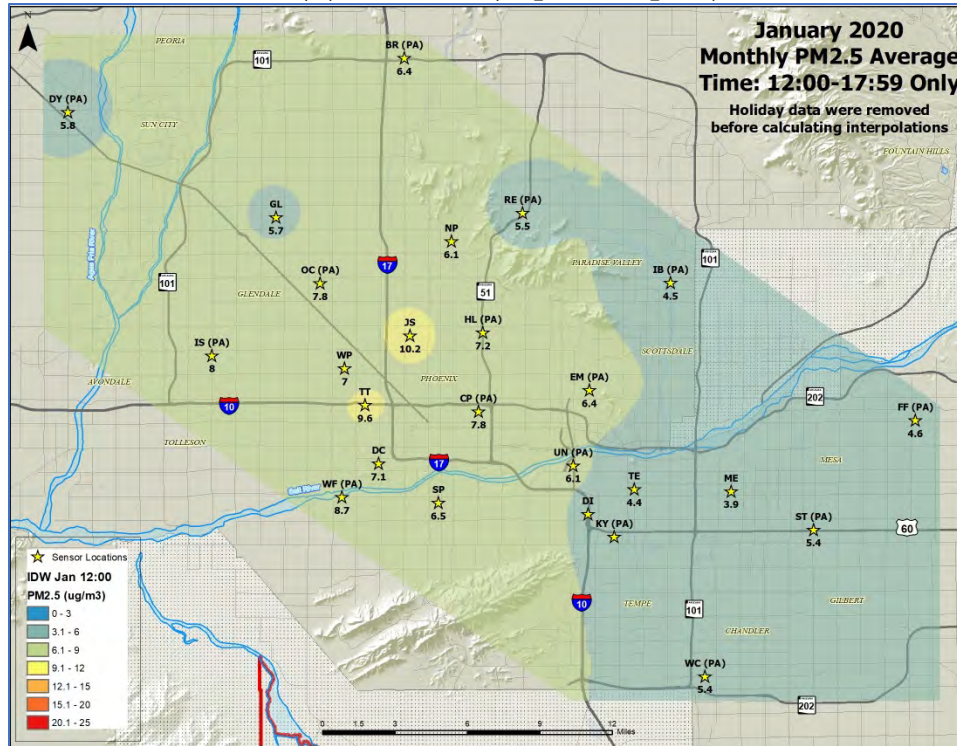 January 2020
Monthly PM2.5 Average
Time: 12:00-17:59 Only
Holiday data were removed
before calculating interpolations
N
PEORIA
101
BR (PA)
6.4
DY (PA)
5.8
SUN CITY
FOUNTAIN HILLS
Agua Fria River
GL
5.7
RE (PA)
5.5
NP
6.1
PARADISE VALLEY
101
17
IB (PA)
4.5
OC (PA)
7.8
101
GLENDALE
51
JS
10.2
HL (PA)
7.2
SCOTTSDALE
IS (PA)
8
WP
7
AVONDALE
PHOENIX
EM (PA)
6.4
TT
9.6
10
CP (PA)
7.8
202
FF (PA)
4.6
TOLLESON
DC
7.1
17
UN (PA)
6.1
MESA
Salt River
WF (PA)
8.7
SP
6.5
TE
4.4
ME
3.9
DI
KY (PA)
ST (PA)
5.4
60
10
TEMPE
101
GILBERT
CHANDLER
WC (PA)
5.4
202
Sensor Locations
IDW Jan 12:00
PM2.5 (ug/m3)
0 - 3
3.1 - 6
6.1 - 9
9.1 - 12
12.1 - 15
15.1 - 20
20.1 - 25
0 1.5 3 6 9 12
Miles